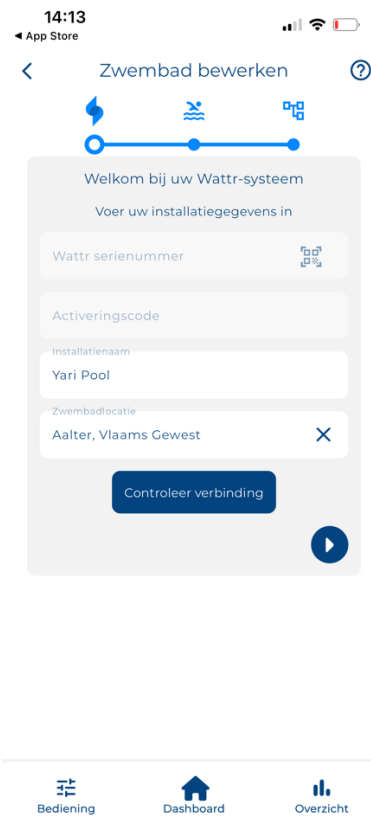 14:13
◀ App Store
Zwembad bewerken
Welkom bij uw Wattr-systeem
Voer uw installatiegegevens in
Wattr serienummer
Activeringscode
Installatienaam
Yari Pool
Zwembadlocatie
Aalter, Vlaams Gewest
Controleer verbinding
Bediening
Dashboard
Overzicht